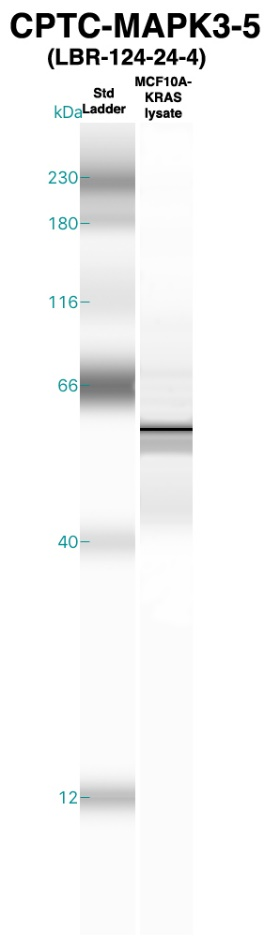 CPTC-MAPK3-5
(LBR-124-24-4)
kDa
Std
Ladder
MCF10A-
KRAS
lysate
230
180
116
66
40
12